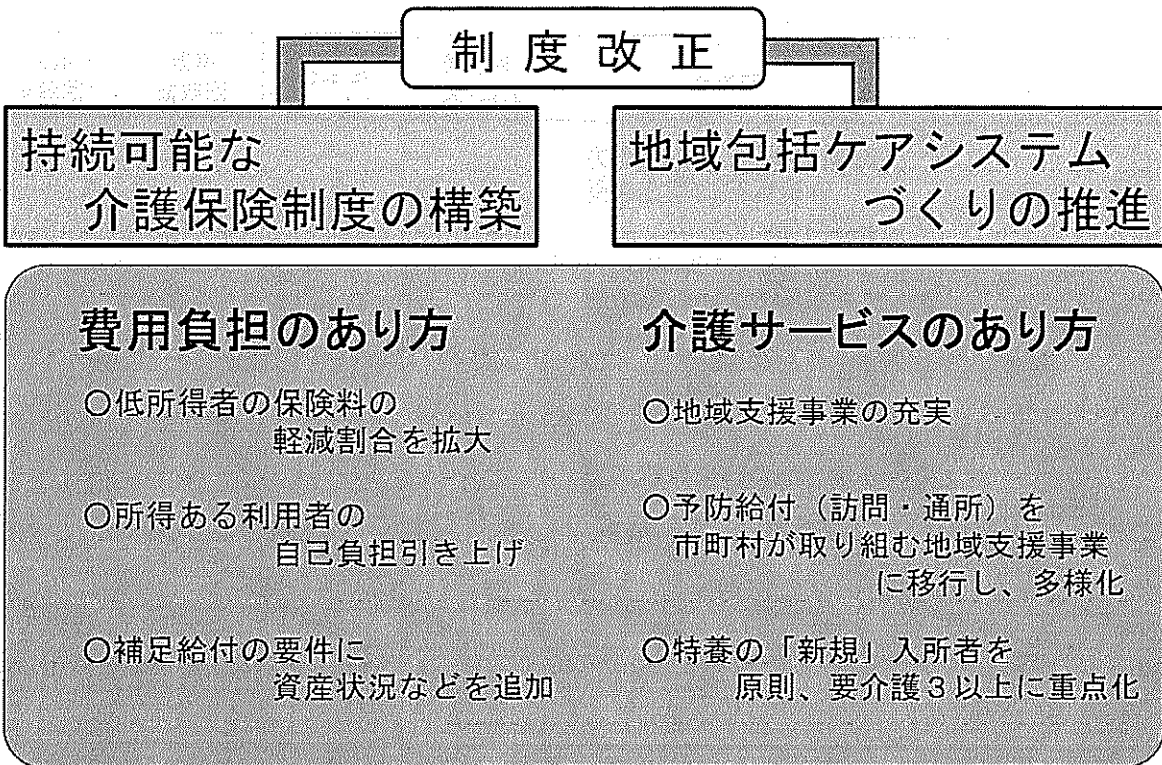 制度改正
持続可能な
介護保険制度の構築
地域包括ケアシステム
づくりの推進
費用負担のあり方
○低所得者の保険料の
軽減割合を拡大
○所得ある利用者の
自己負担引き上げ
○補足給付の要件に
資産状況などを追加
介護サービスのあり方
○地域支援事業の充実
○予防給付（訪問・通所）を
市町村が取り組む地域支援事業
に移行し、多様化
○特養の「新規」入所者を
原則、要介護３以上に重点化